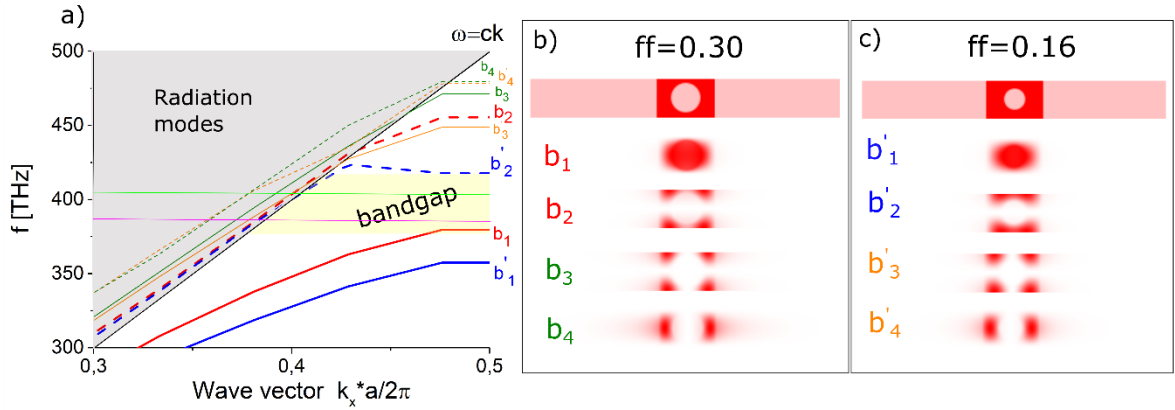 a)
ω=ck
500
450
400
350
300
f [THz]
Radiation
modes
b4
b'4
b3
b2
b3
b'2
bandgap
b1
b'1
0,3
0,4
0,5
Wave vector kx*a/2π
b)
ff=0.30
b1
b2
b3
b4
c)
ff=0.16
b'1
b'2
b'3
b'4